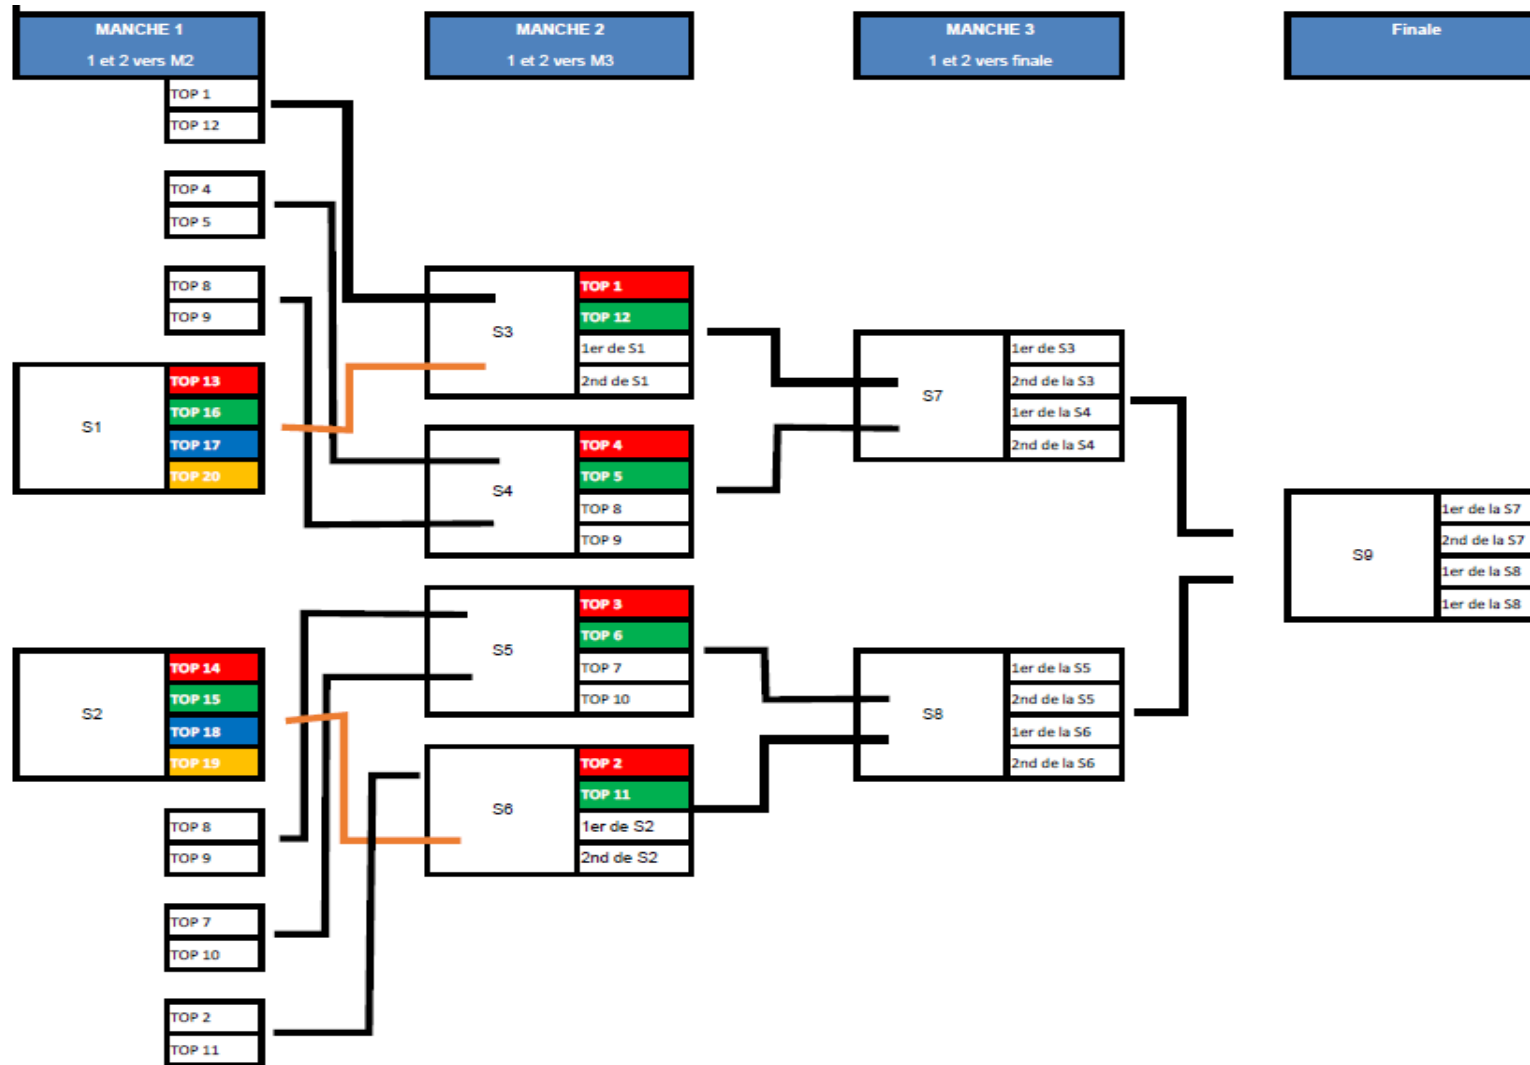 MANCHE 1
1 et 2 vers M2
TOP 1
TOP 12
TOP 4
TOP 5
TOP 8
TOP 9
S1
TOP 13
TOP 16
TOP 17
TOP 20
S2
TOP 14
TOP 15
TOP 18
TOP 19
TOP 8
TOP 9
TOP 7
TOP 10
TOP 2
TOP 11
MANCHE 2
1 et 2 vers M3
S3
TOP 1
TOP 12
1er de S1
2nd de S1
S4
TOP 4
TOP 5
TOP 8
TOP 9
S5
TOP 3
TOP 6
TOP 7
TOP 10
S6
TOP 2
TOP 11
1er de S2
2nd de S2
MANCHE 3
1 et 2 vers finale
S7
1er de S3
2nd de la S3
1er de la S4
2nd de la S4
S8
1er de la S5
2nd de la S5
1er de la S6
2nd de la S6
Finale
S9
1er de la S7
2nd de la S7
1er de la S8
1er de la S8